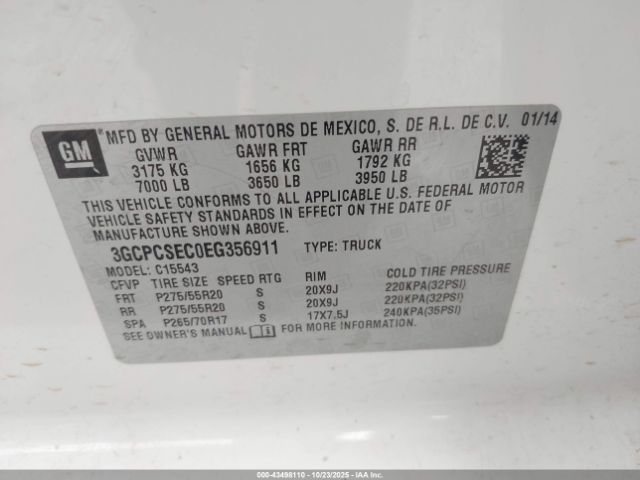 GM
*MFD BY GENERAL MOTORS DE MEXICO, S. DE R.L. DE C.V. 01/14
GVWR GAWR FRT GAWR RR
3175 KG 1656 KG 1792 KG
7000 LB 3650 LB 3950 LB
THIS VEHICLE CONFORMS TO ALL APPLICABLE U.S. FEDERAL MOTOR
VEHICLE SAFETY STANDARDS IN EFFECT ON THE DATE OF
MANUFACTURE SHOWN ABOVE.
3GCPCSEC0EG356911 TYPE: TRUCK
MODEL: C15543
CFVP TIRE SIZE SPEED RTG RIM COLD TIRE PRESSURE
FRT P275/55R20 S 20X9J 220KPA(32PSI)
RR P275/55R20 S 20X9J 220KPA(32PSI)
SPA P265/70R17 S 17X7.5J 240KPA(35PSI)
SEE OWNER'S MANUAL FOR MORE INFORMATION
000-43498110 - 10/23/2025 - IAAI.COM